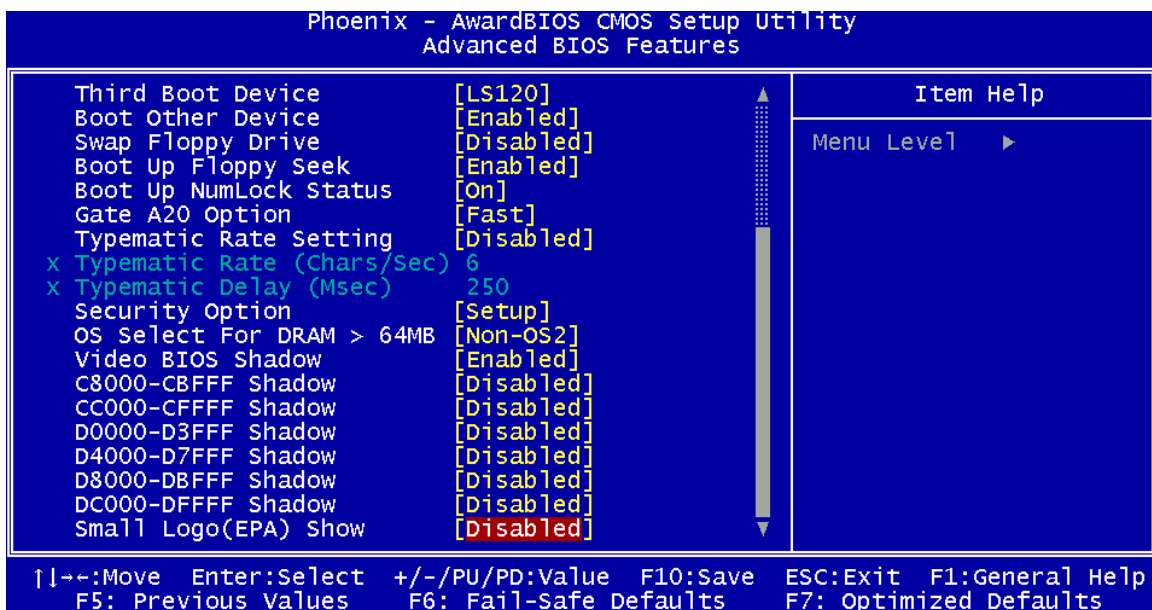 Phoenix - AwardBIOS CMOS Setup Utility
Advanced BIOS Features
Third Boot Device [LS120]
Boot Other Device [Enabled]
Swap Floppy Drive [Disabled]
Boot Up Floppy Seek [Enabled]
Boot Up NumLock Status [On]
Gate A20 Option [Fast]
Typematic Rate Setting [Disabled]
x Typematic Rate (Chars/Sec) 6
x Typematic Delay (Msec) 250
Security Option [Setup]
OS Select For DRAM > 64MB [Non-OS2]
Video BIOS Shadow [Enabled]
C8000-CBFFF Shadow [Disabled]
CC000-CFFFF Shadow [Disabled]
D0000-D3FFF Shadow [Disabled]
D4000-D7FFF Shadow [Disabled]
D8000-DBFFF Shadow [Disabled]
DC000-DFFFF Shadow [Disabled]
Small Logo(EPA) Show [Disabled]
Item Help
Menu Level ▶
↑↓→←:Move Enter:Select +/-/PU/PD:Value F10:Save ESC:Exit F1:General Help
F5: Previous Values F6: Fail-Safe Defaults F7: Optimized Defaults